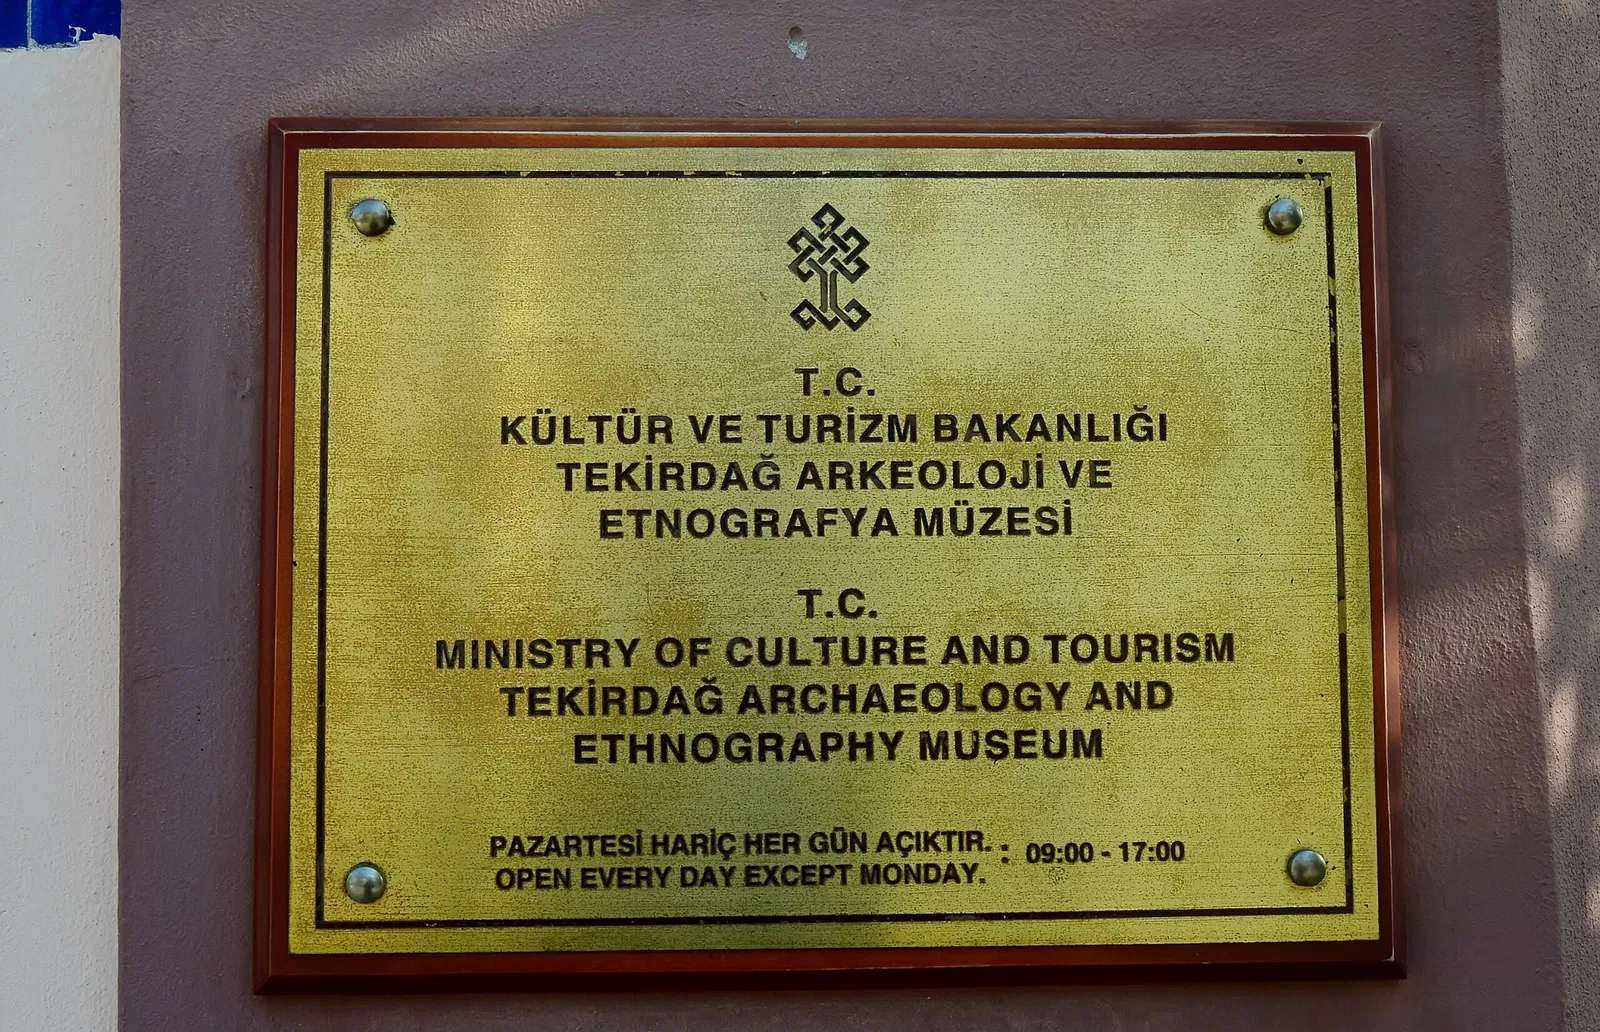 T.C.
KÜLTÜR VE TURİZM BAKANLIĞI
TEKİRDAĞ ARKEOLOJİ VE
ETNOGRAFYA MÜZESİ
T.C.
MINISTRY OF CULTURE AND TOURISM
TEKİRDAĞ ARCHAEOLOGY AND
ETHNOGRAPHY MUSEUM
PAZARTESİ HARİÇ HER GÜN AÇIKTIR. : 09:00 - 17:00
OPEN EVERY DAY EXCEPT MONDAY.